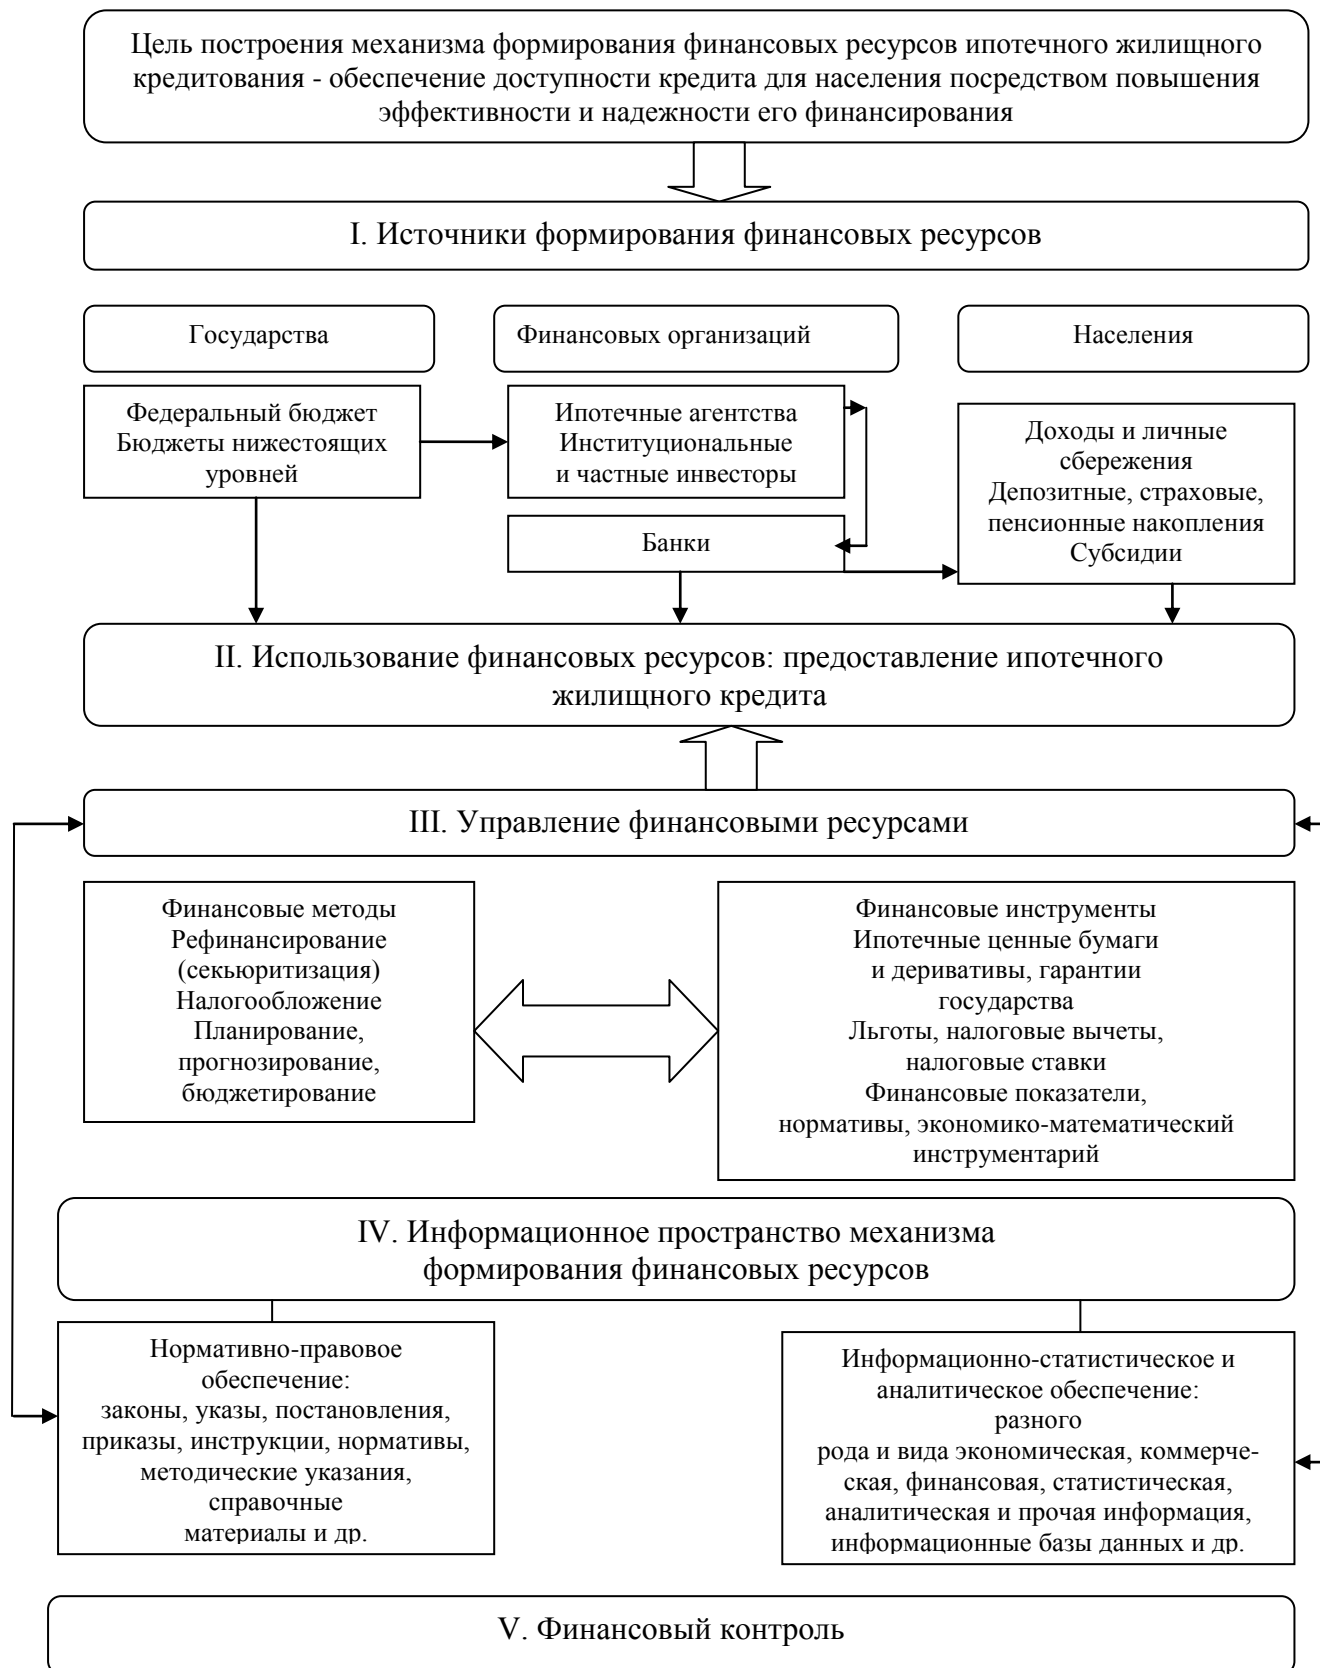 Цель построения механизма формирования финансовых ресурсов ипотечного жилищного
кредитования - обеспечение доступности кредита для населения посредством повышения
эффективности и надежности его финансирования
I. Источники формирования финансовых ресурсов
Государства
Финансовых организаций
Населения
Федеральный бюджет
Бюджеты нижестоящих
уровней
Ипотечные агентства
Институциональные
и частные инвесторы
Банки
Доходы и личные
сбережения
Депозитные, страховые,
пенсионные накопления
Субсидии
II. Использование финансовых ресурсов: предоставление ипотечного
жилищного кредита
III. Управление финансовыми ресурсами
Финансовые методы
Рефинансирование
(секьюритизация)
Налогообложение
Планирование,
прогнозирование,
бюджетирование
Финансовые инструменты
Ипотечные ценные бумаги
и деривативы, гарантии
государства
Льготы, налоговые вычеты,
налоговые ставки
Финансовые показатели,
нормативы, экономико-математический
инструментарий
IV. Информационное пространство механизма
формирования финансовых ресурсов
Нормативно-правовое
обеспечение:
законы, указы, постановления,
приказы, инструкции, нормативы,
методические указания,
справочные
материалы и др.
Информационно-статистическое и
аналитическое обеспечение:
разного
рода и вида экономическая, коммерче-
ская, финансовая, статистическая,
аналитическая и прочая информация,
информационные базы данных и др.
V. Финансовый контроль